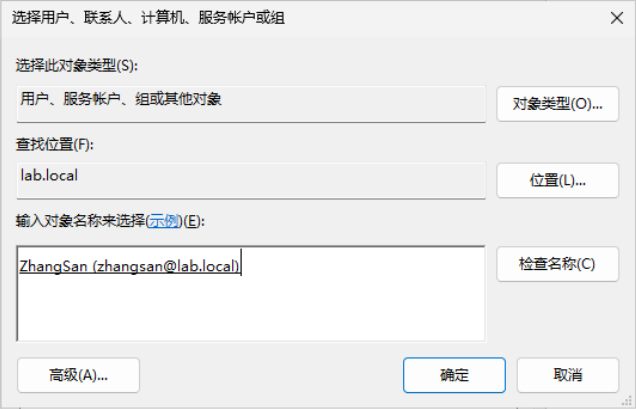 选择用户、联系人、计算机、服务帐户或组
选择此对象类型(S):
用户、服务帐户、组或其他对象
对象类型(O)...
查找位置(F):
lab.local
位置(L)...
输入对象名称来选择(示例)(E):
ZhangSan (zhangsan@lab.local)
检查名称(C)
高级(A)...
确定
取消